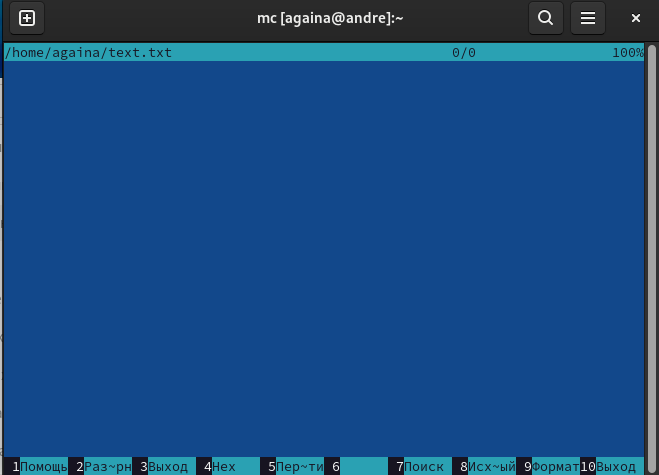 mc [againa@andre]:~
/home/againa/text.txt 0/0 100%
1Помощь 2Раз~рн 3Выход 4Hex 5Пер~ти 6 7Поиск 8Исх~ый 9Формат 10Выход